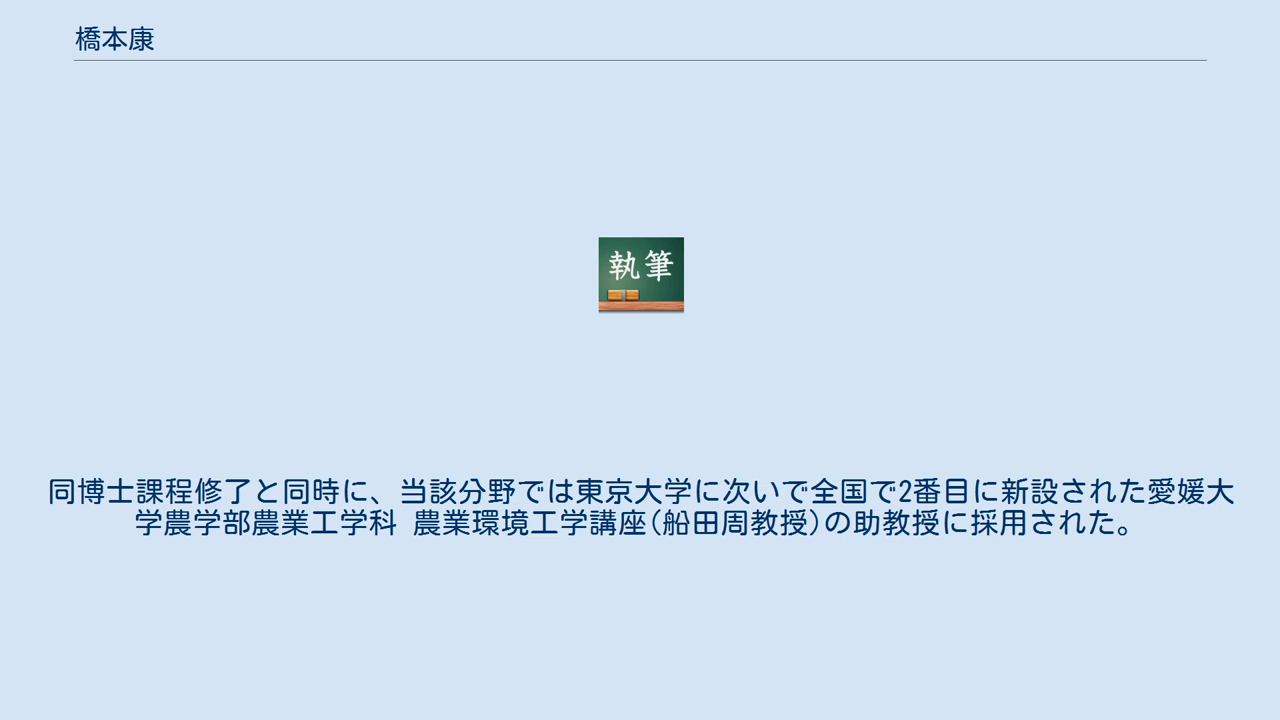 橋本康
執筆
同博士課程修了と同時に、当該分野では東京大学に次いで全国で2番目に新設された愛媛大
学農学部農業工学科 農業環境工学講座(船田周教授)の助教授に採用された。